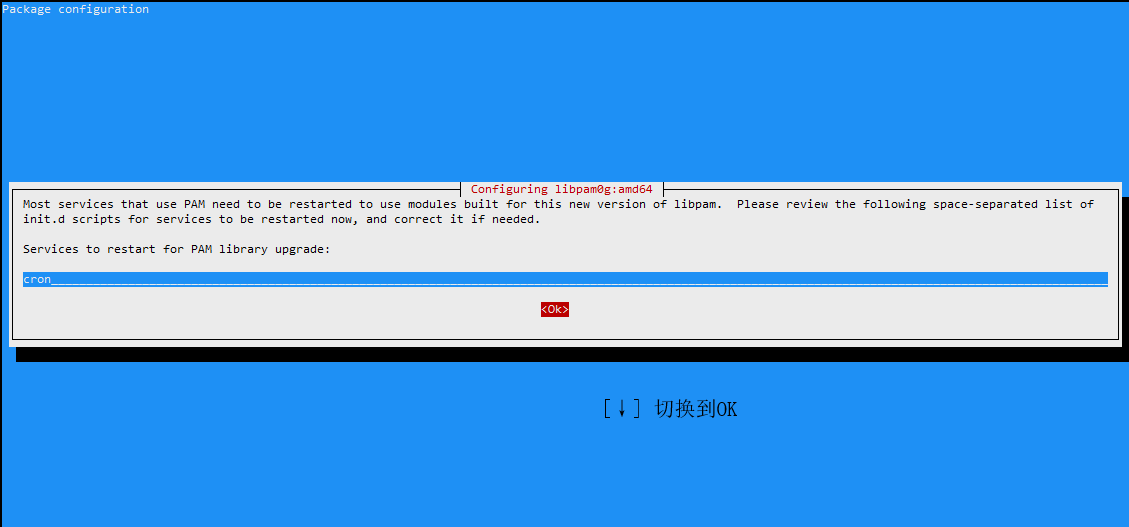 Package configuration
Configuring libpam0g:amd64
Most services that use PAM need to be restarted to use modules built for this new version of libpam.  Please review the following space-separated list of
init.d scripts for services to be restarted now, and correct it if needed.
Services to restart for PAM library upgrade:
cron
<Ok>
[↓] 切换到OK